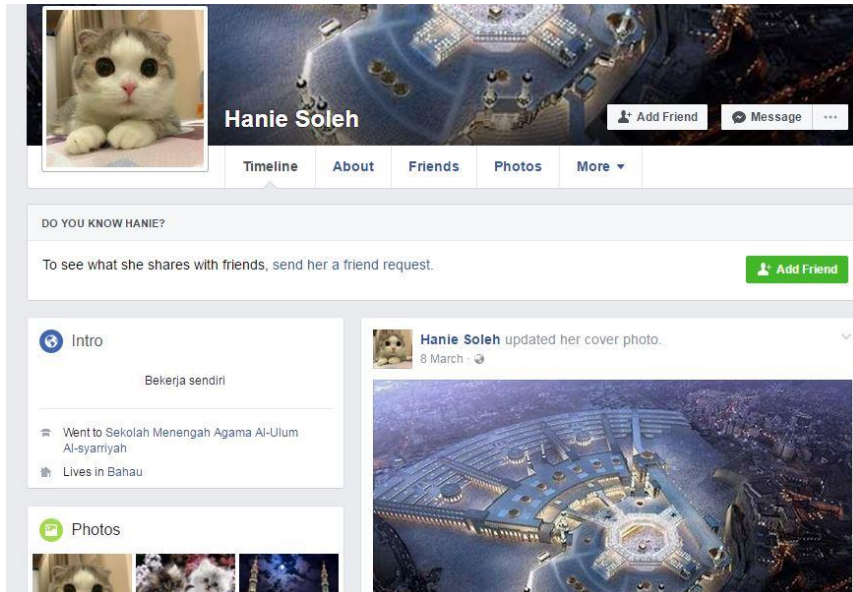 Hanie Soleh
Add Friend
Message
Timeline About Friends Photos More
DO YOU KNOW HANIE?
To see what she shares with friends, send her a friend request.
Add Friend
Intro
Bekerja sendiri
Went to Sekolah Menengah Agama Al-Ulum
Al-syarriyah
Lives in Bahau
Photos
Hanie Soleh updated her cover photo.
8 March ·